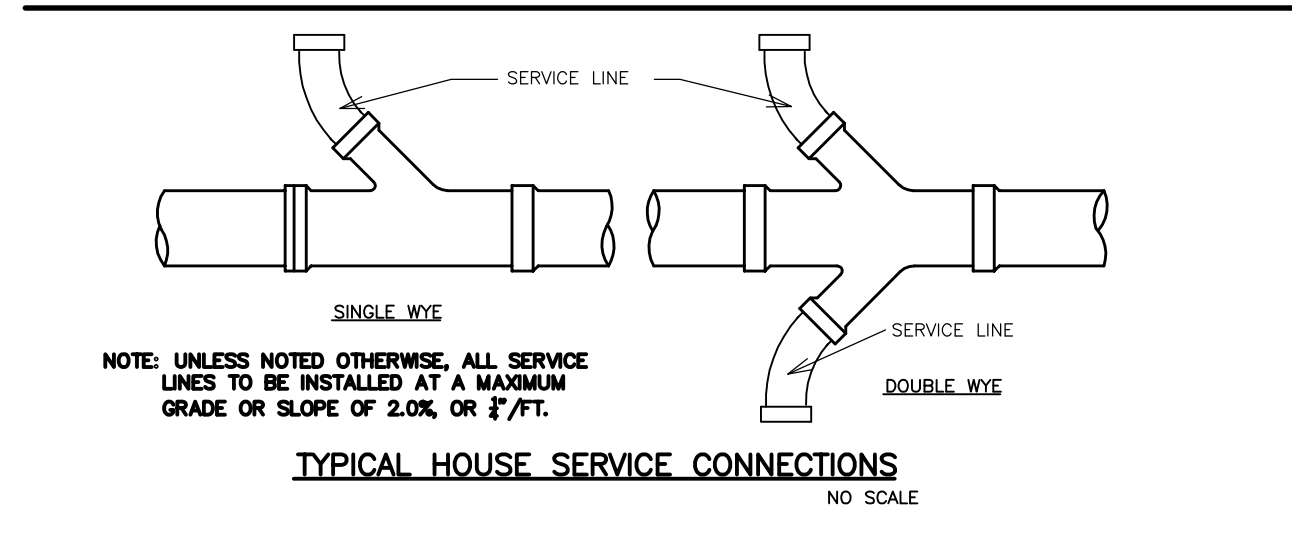 SERVICE LINE
SINGLE WYE
SERVICE LINE
DOUBLE WYE
NOTE: UNLESS NOTED OTHERWISE, ALL SERVICE
LINES TO BE INSTALLED AT A MAXIMUM
GRADE OR SLOPE OF 2.0%, OR ¼"/FT.
TYPICAL HOUSE SERVICE CONNECTIONS
NO SCALE